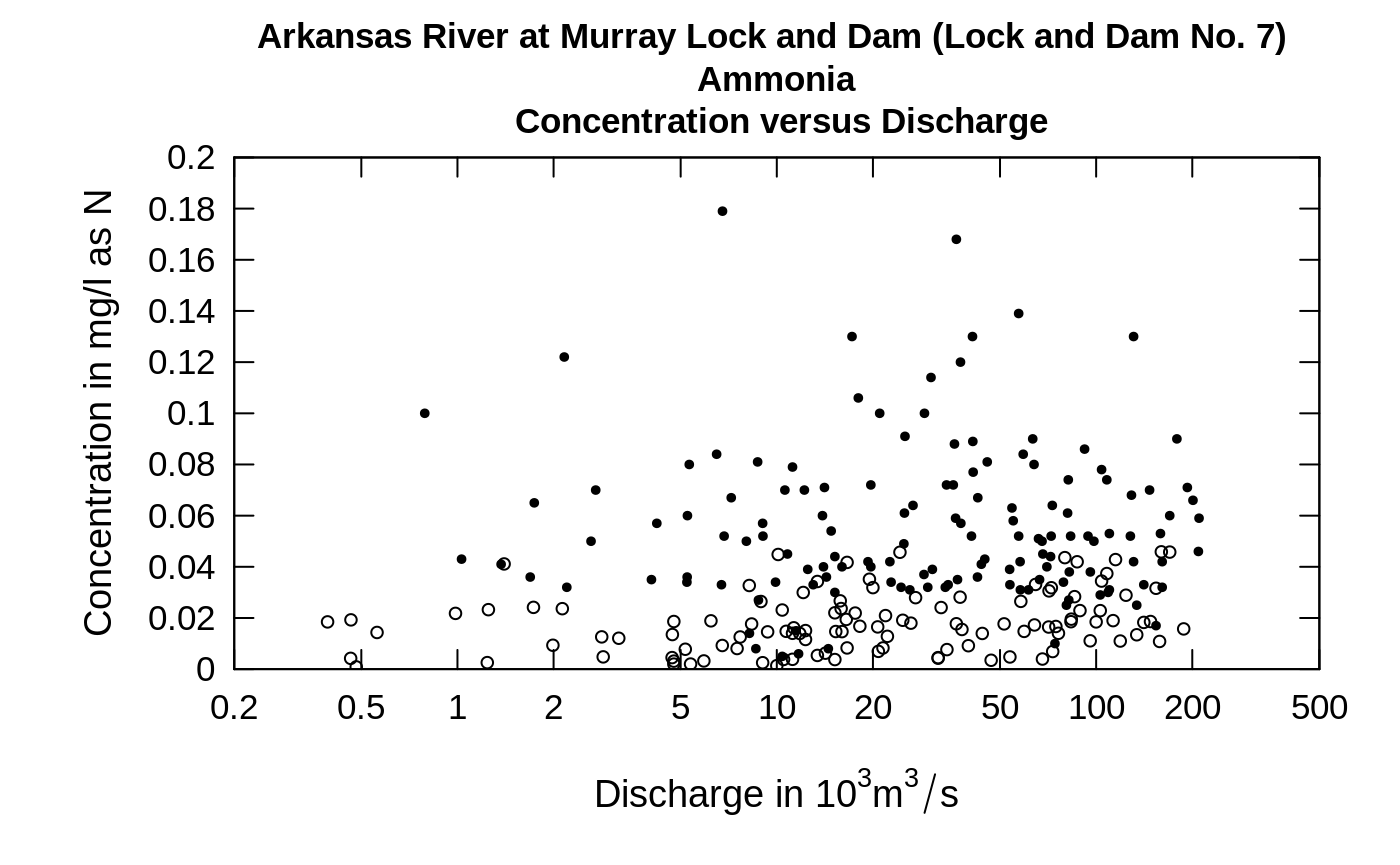 Arkansas River at Murray Lock and Dam (Lock and Dam No. 7)
Ammonia
Concentration versus Discharge
Concentration in mg/l as N
0.2
0.18
0.16
0.14
0.12
0.1
0.08
0.06
0.04
0.02
0
0.2 0.5 1 2 5 10 20 50 100 200 500
Discharge in 10³m³/s